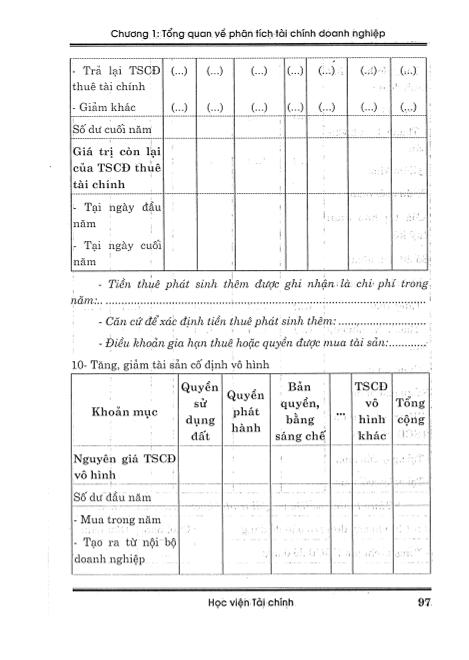 Chương 1: Tổng quan về phân tích tài chính doanh nghiệp
- Trả lại TSCĐ (...) (...) (...) (...) (...) (...) (...)
thuê tài chính
- Giảm khác (...) (...) (...) (...) (...) (...) (...)
Số dư cuối năm
Giá trị còn lại
của TSCĐ thuê
tài chính
- Tại ngày đầu
năm
- Tại ngày cuối
năm
- Tiền thuê phát sinh thêm được ghi nhận là chi phí trong
năm:...............................................................................
- Căn cứ để xác định tiền thuê phát sinh thêm:.......................
- Điều khoản gia hạn thuê hoặc quyền được mua tài sản:............
10- Tăng, giảm tài sản cố định vô hình
Khoản mục
Quyền
sử
dụng
đất
Quyền
phát
hành
Bản
quyền,
bằng
sáng chế
...
TSCĐ
vô
hình
khác
Tổng
cộng
Nguyên giá TSCĐ
vô hình
Số dư đầu năm
- Mua trong năm
- Tạo ra từ nội bộ
doanh nghiệp
Học viện Tài chính 97